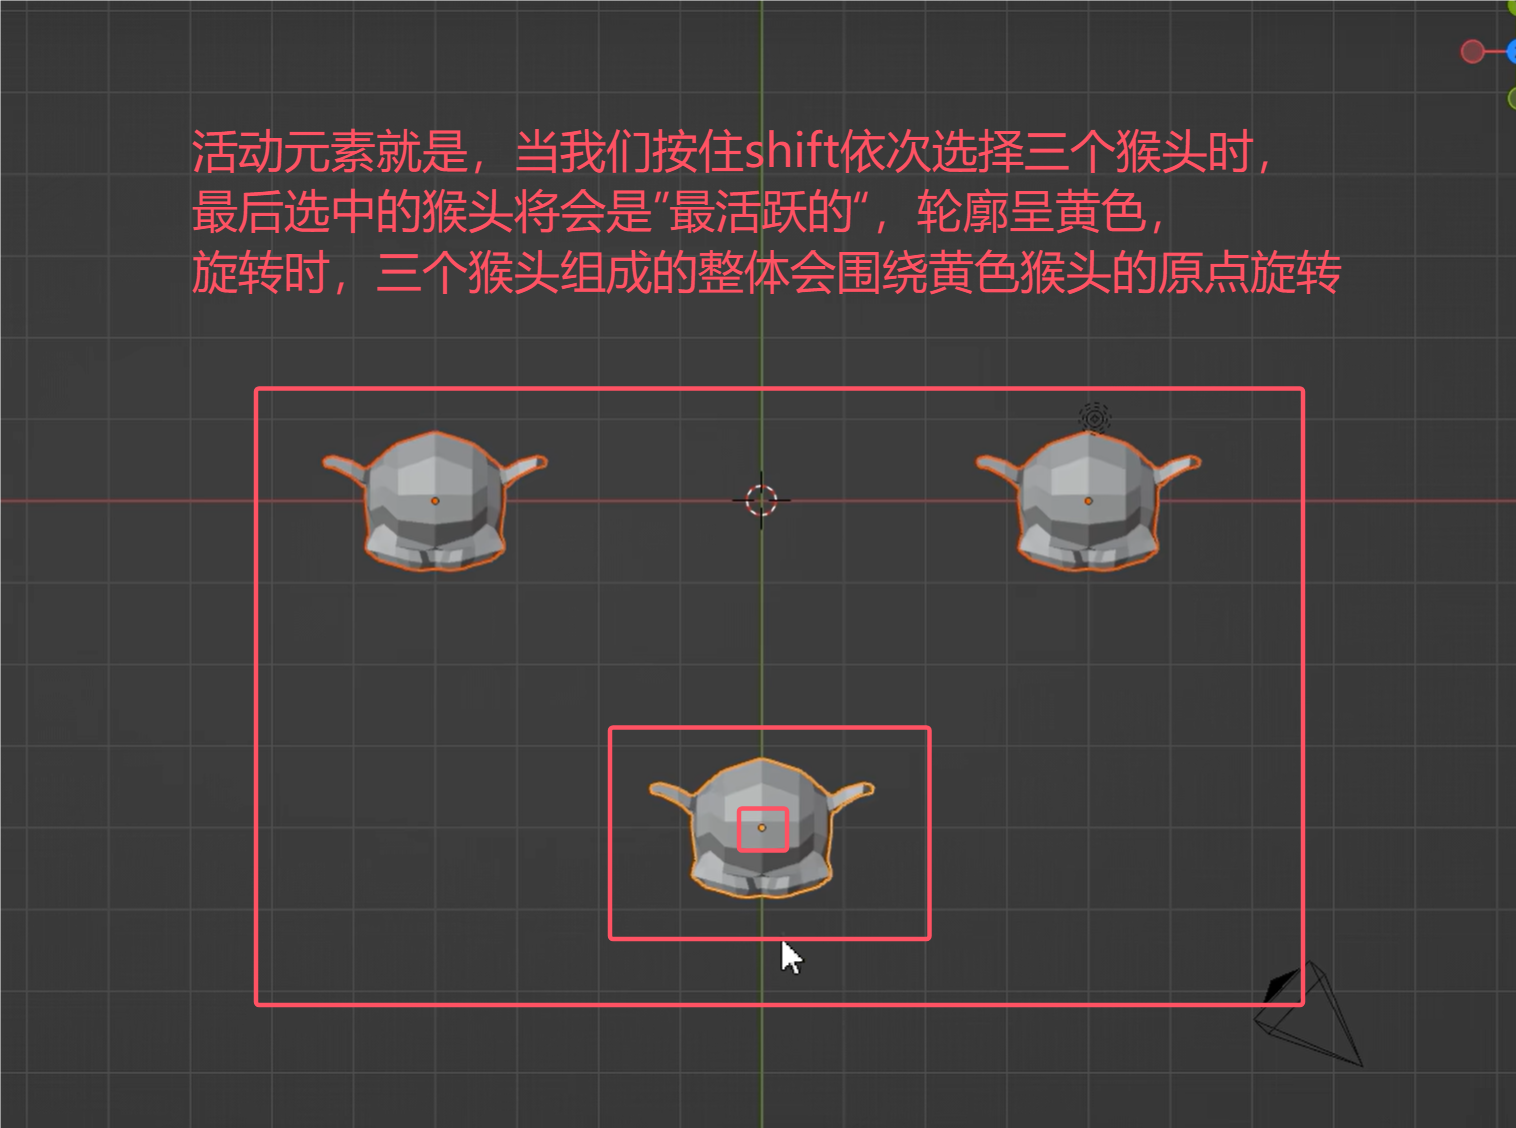 活动元素就是，当我们按住shift依次选择三个猴头时，
最后选中的猴头将会是”最活跃的“，轮廓呈黄色，
旋转时，三个猴头组成的整体会围绕黄色猴头的原点旋转